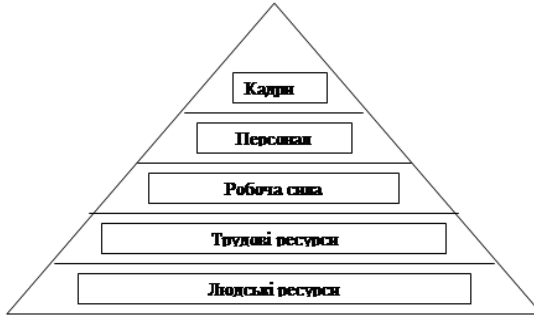 Кадри
Персонал
Робоча сила
Трудові ресурси
Людські ресурси